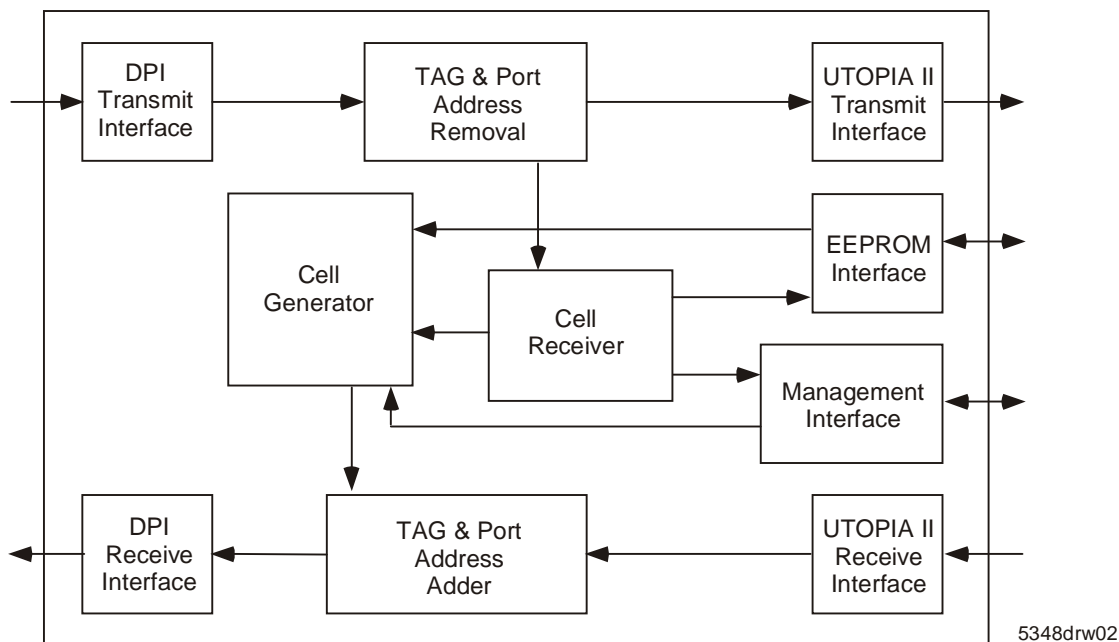 DPI
Transmit
Interface
TAG & Port
Address
Removal
UTOPIA II
Transmit
Interface
Cell
Generator
EEPROM
Interface
Cell
Receiver
Management
Interface
DPI
Receive
Interface
TAG & Port
Address
Adder
UTOPIA II
Receive
Interface
5348drw02